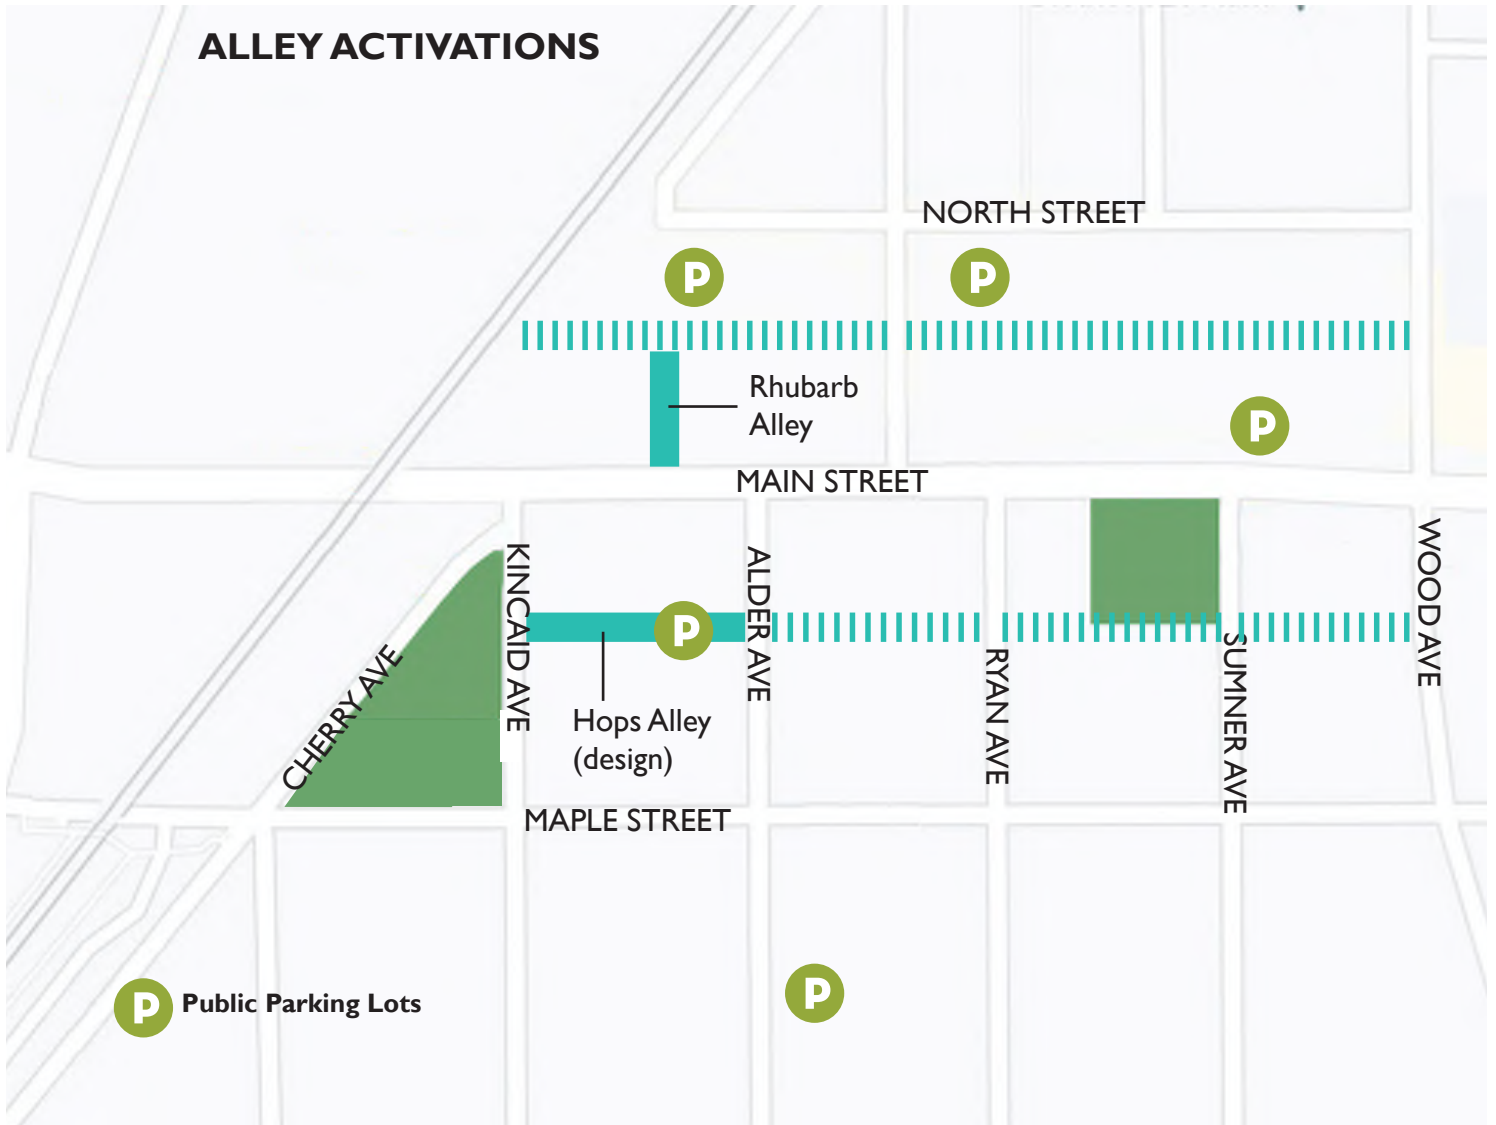 ALLEY ACTIVATIONS
NORTH STREET
P
P
Rhubarb
Alley
P
MAIN STREET
KINCAID AVE
ALDER AVE
WOOD AVE
P
CHERRY AVE
RYAN AVE
SUMNER AVE
Hops Alley
(design)
MAPLE STREET
P
P Public Parking Lots